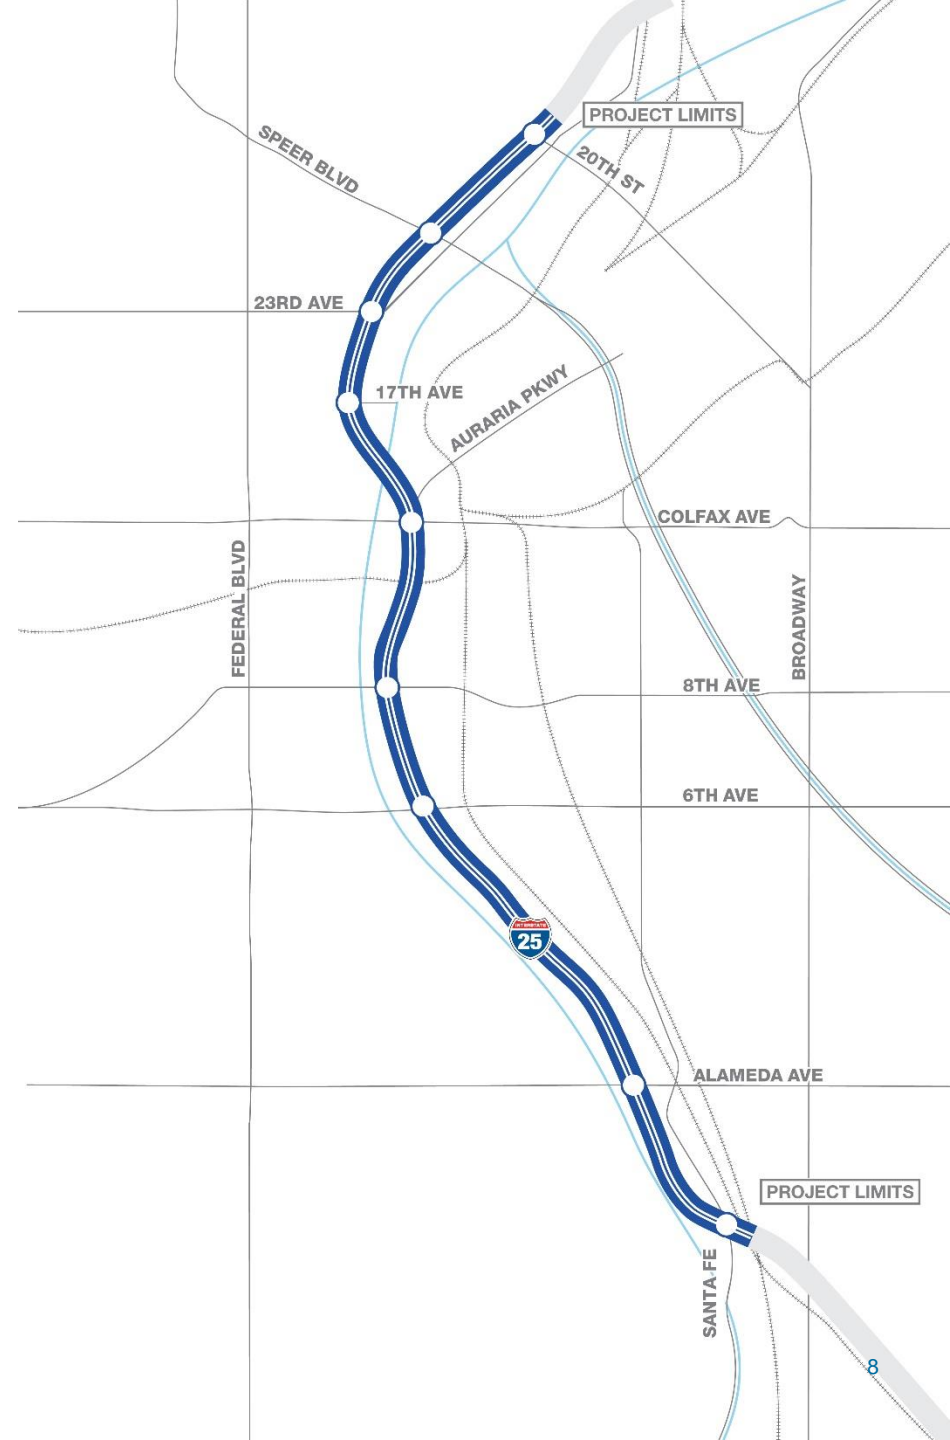 PROJECT LIMITS
SPEER BLVD
20TH ST
23RD AVE
17TH AVE
AURARIA PKWY
COLFAX AVE
FEDERAL BLVD
BROADWAY
8TH AVE
6TH AVE
INTERSTATE
25
ALAMEDA AVE
PROJECT LIMITS
SANTA FE
8